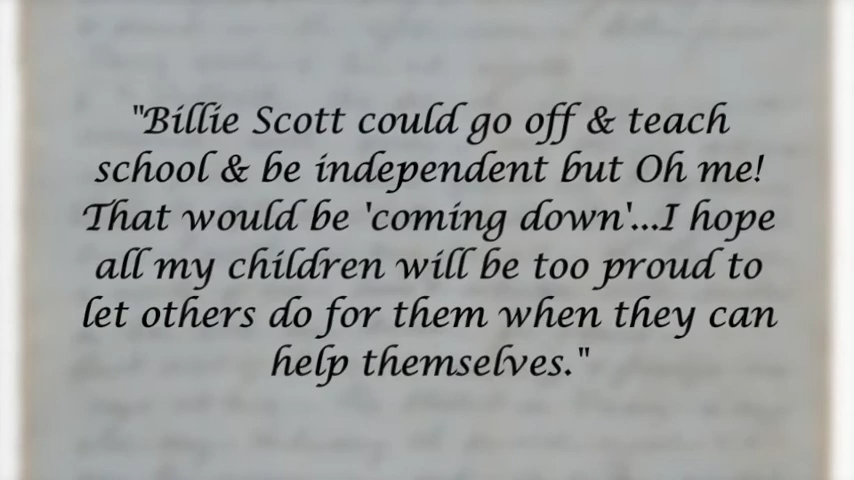 "Billie Scott could go off & teach
school & be independent but Oh me!
That would be 'coming down'...I hope
all my children will be too proud to
let others do for them when they can
help themselves."